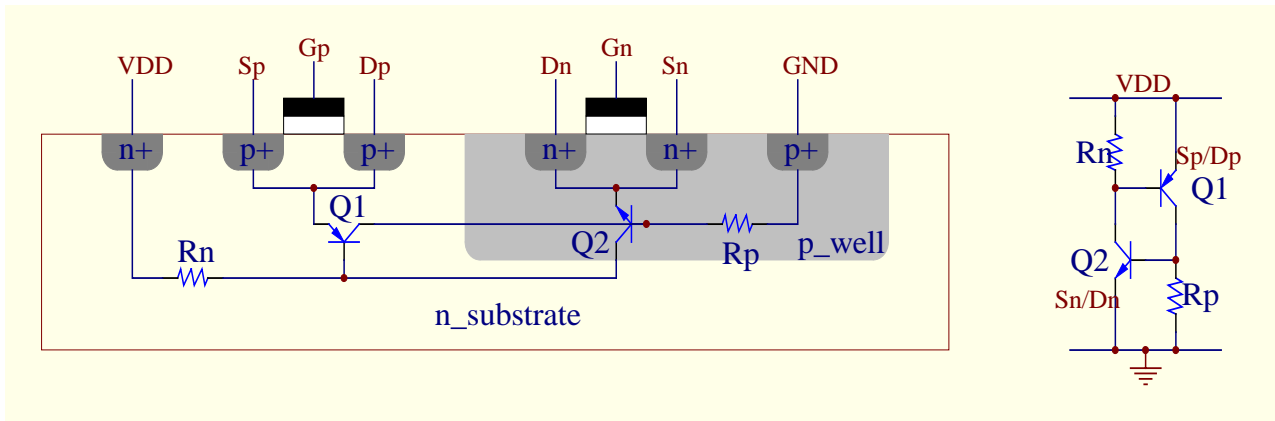 Gp
Gn
VDD
Sp
Dp
Dn
Sn
GND
VDD
n+
p+
p+
n+
n+
p+
Rn
Sp/Dp
Q1
Q1
Q2
Rp
p_well
Rn
Q2
Sn/Dn
Rp
n_substrate